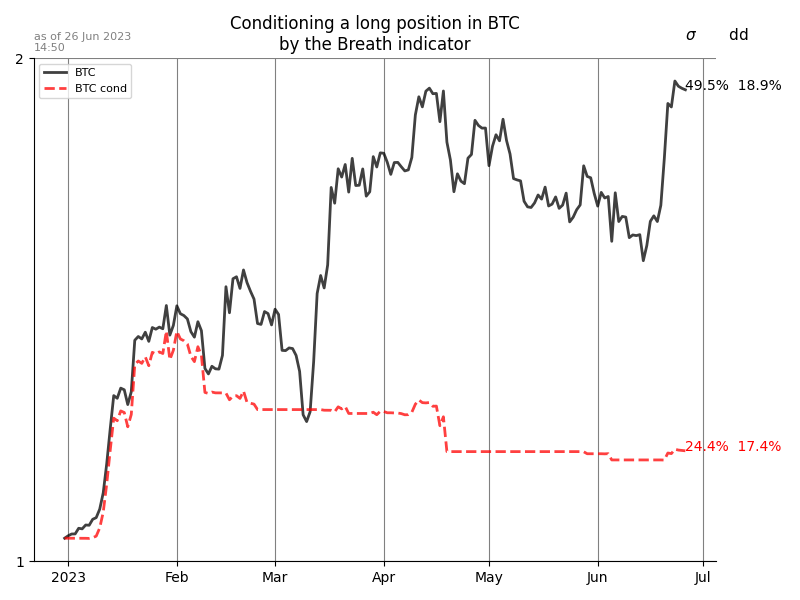 Conditioning a long position in BTC
by the Breath indicator
as of 26 Jun 2023
14:50
σ dd
2
BTC
BTC cond
49.5% 18.9%
24.4% 17.4%
1
2023 Feb Mar Apr May Jun Jul